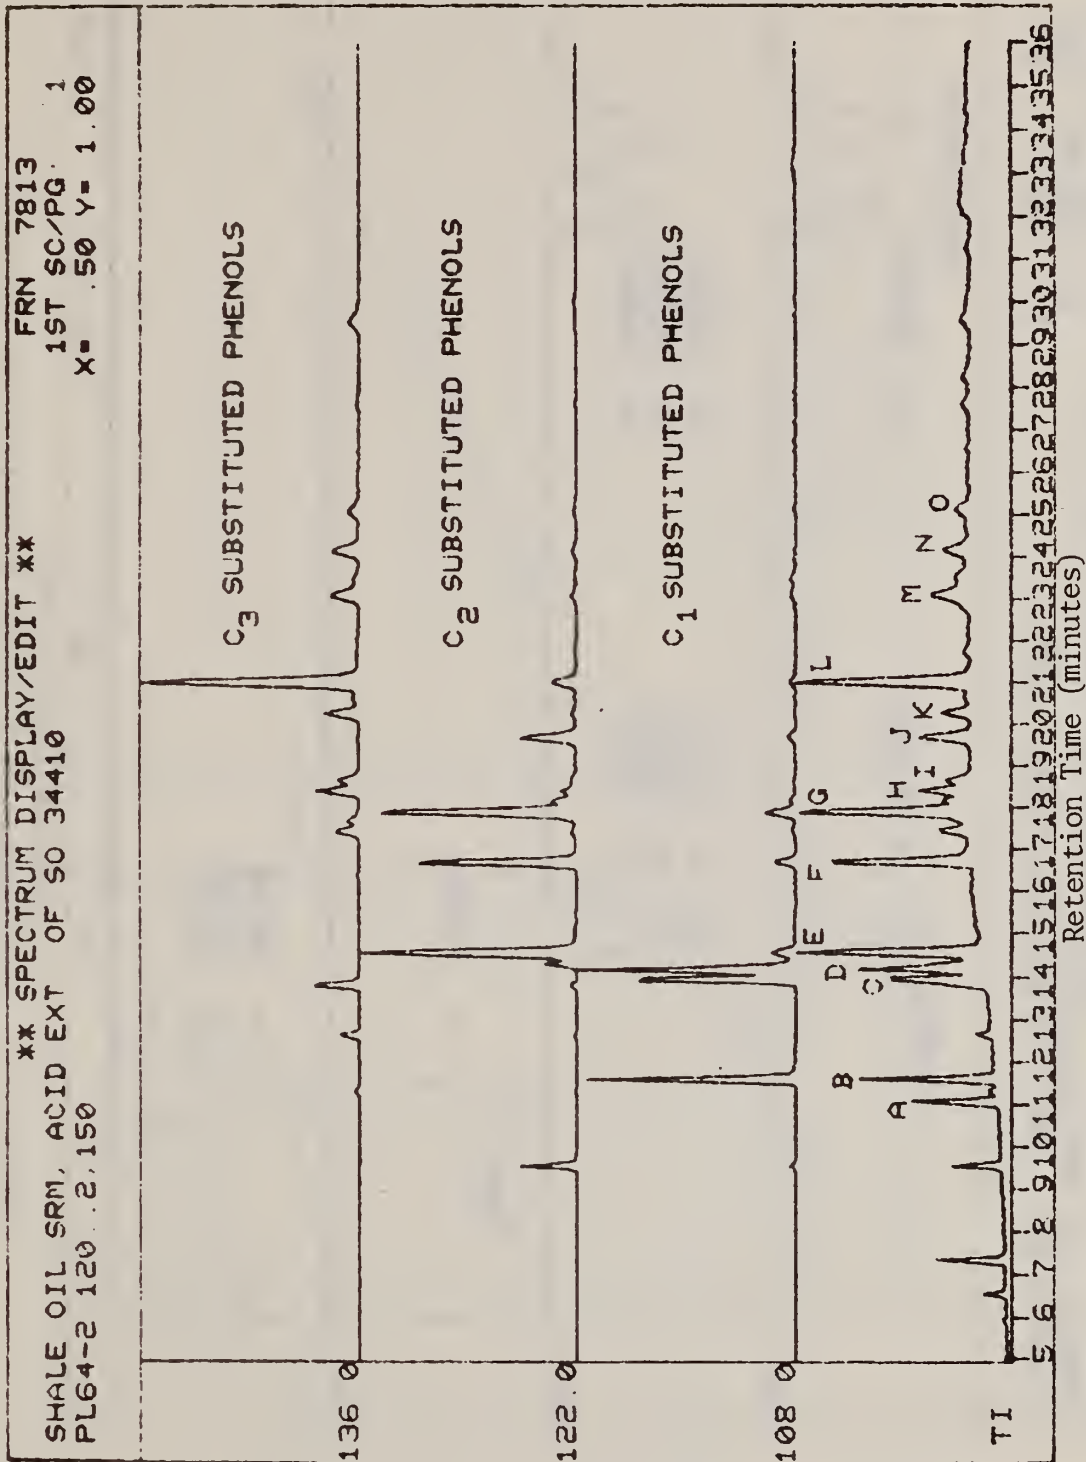 ** SPECTRUM DISPLAY/EDIT **
FRN 7813
SHALE OIL SRM, ACID EXT OF SO 34410
1ST SC/PG 1
PL64-2 120..2,150
X= .50 Y= 1.00
C3 SUBSTITUTED PHENOLS
136.0
C2 SUBSTITUTED PHENOLS
122.0
C1 SUBSTITUTED PHENOLS
108.0
A
B
C
D
E
F
G
H
I
J
K
L
M
N
O
TI
5 6 7 8 9 10 11 12 13 14 15 16 17 18 19 20 21 22 23 24 25 26 27 28 29 30 31 32 33 34 35 36
Retention Time (minutes)